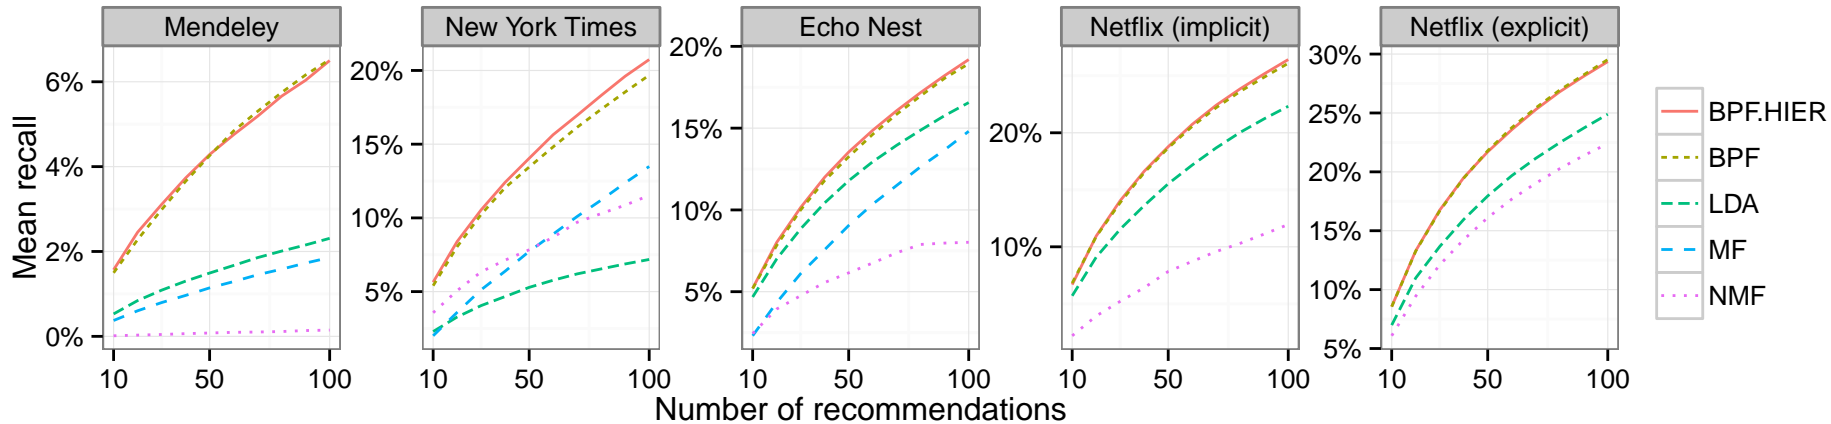 Mendeley
New York Times
Echo Nest
Netflix (implicit)
Netflix (explicit)
Mean recall
6%
4%
2%
0%
20%
15%
10%
5%
20%
15%
10%
5%
20%
10%
30%
25%
20%
15%
10%
5%
10 50 100
10 50 100
10 50 100
10 50 100
10 50 100
Number of recommendations
BPF.HIER
BPF
LDA
MF
NMF